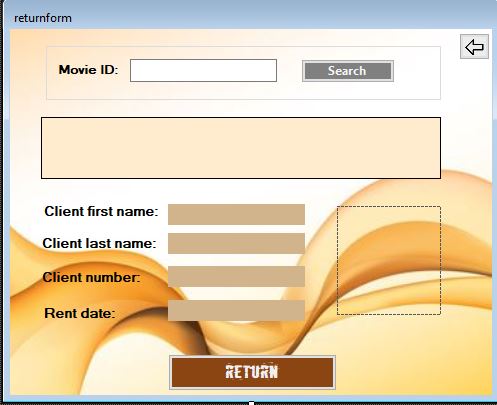 returnform
Movie ID:
Search
Client first name:
Client last name:
Client number:
Rent date:
RETURN